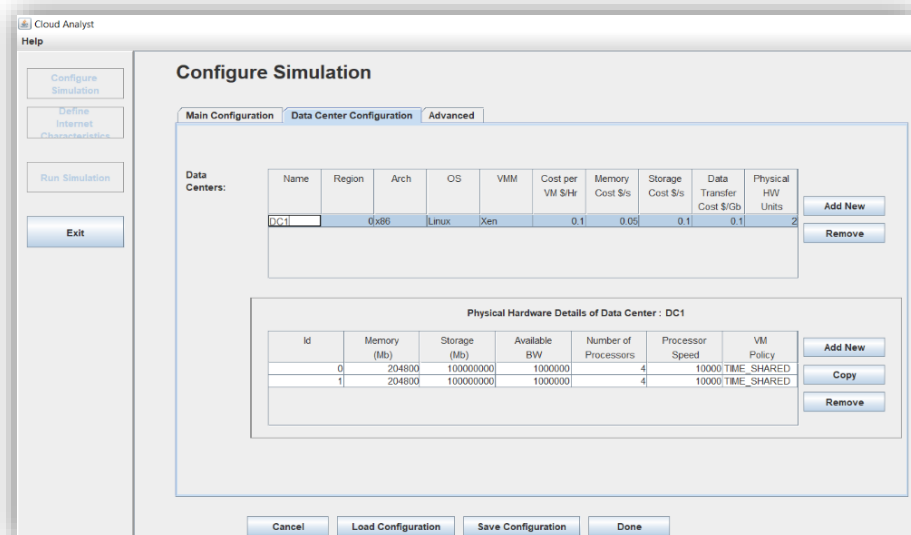 Cloud Analyst
Help
Configure Simulation
Define Internet Characteristics
Run Simulation
Exit
Configure Simulation
Main Configuration Data Center Configuration Advanced
Data Centers:
Name Region Arch OS VMM Cost per VM $/Hr Memory Cost $/s Storage Cost $/s Data Transfer Cost $/Gb Physical HW Units
DC1 0 x86 Linux Xen 0.1 0.05 0.1 0.1 2
Add New
Remove
Physical Hardware Details of Data Center : DC1
Id Memory (Mb) Storage (Mb) Available BW Number of Processors Processor Speed VM Policy
0 204800 100000000 1000000 4 10000 TIME_SHARED
1 204800 100000000 1000000 4 10000 TIME_SHARED
Add New
Copy
Remove
Cancel Load Configuration Save Configuration Done